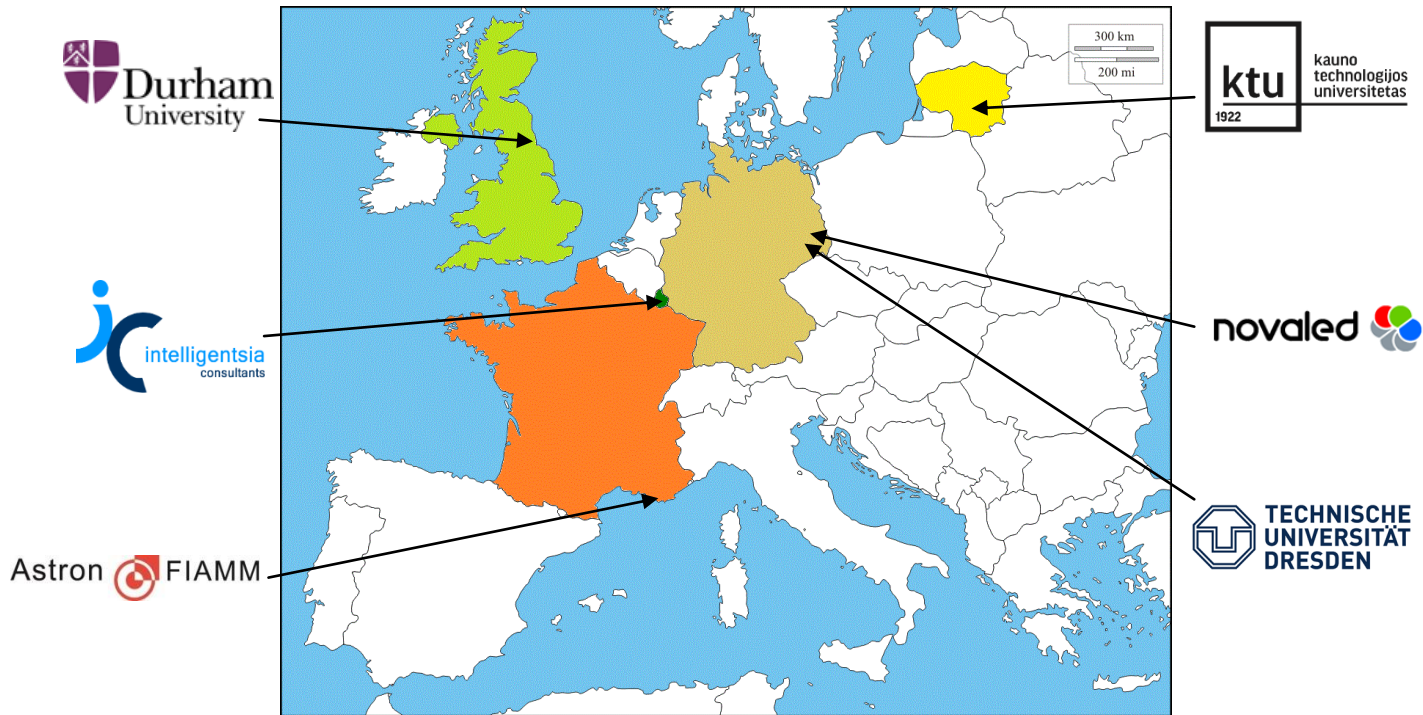 Durham
University
300 km
200 mi
ktu
1922
kauno
technologijos
universitetas
intelligentsia
consultants
novaled
Astron FIAMM
TECHNISCHE
UNIVERSITÄT
DRESDEN